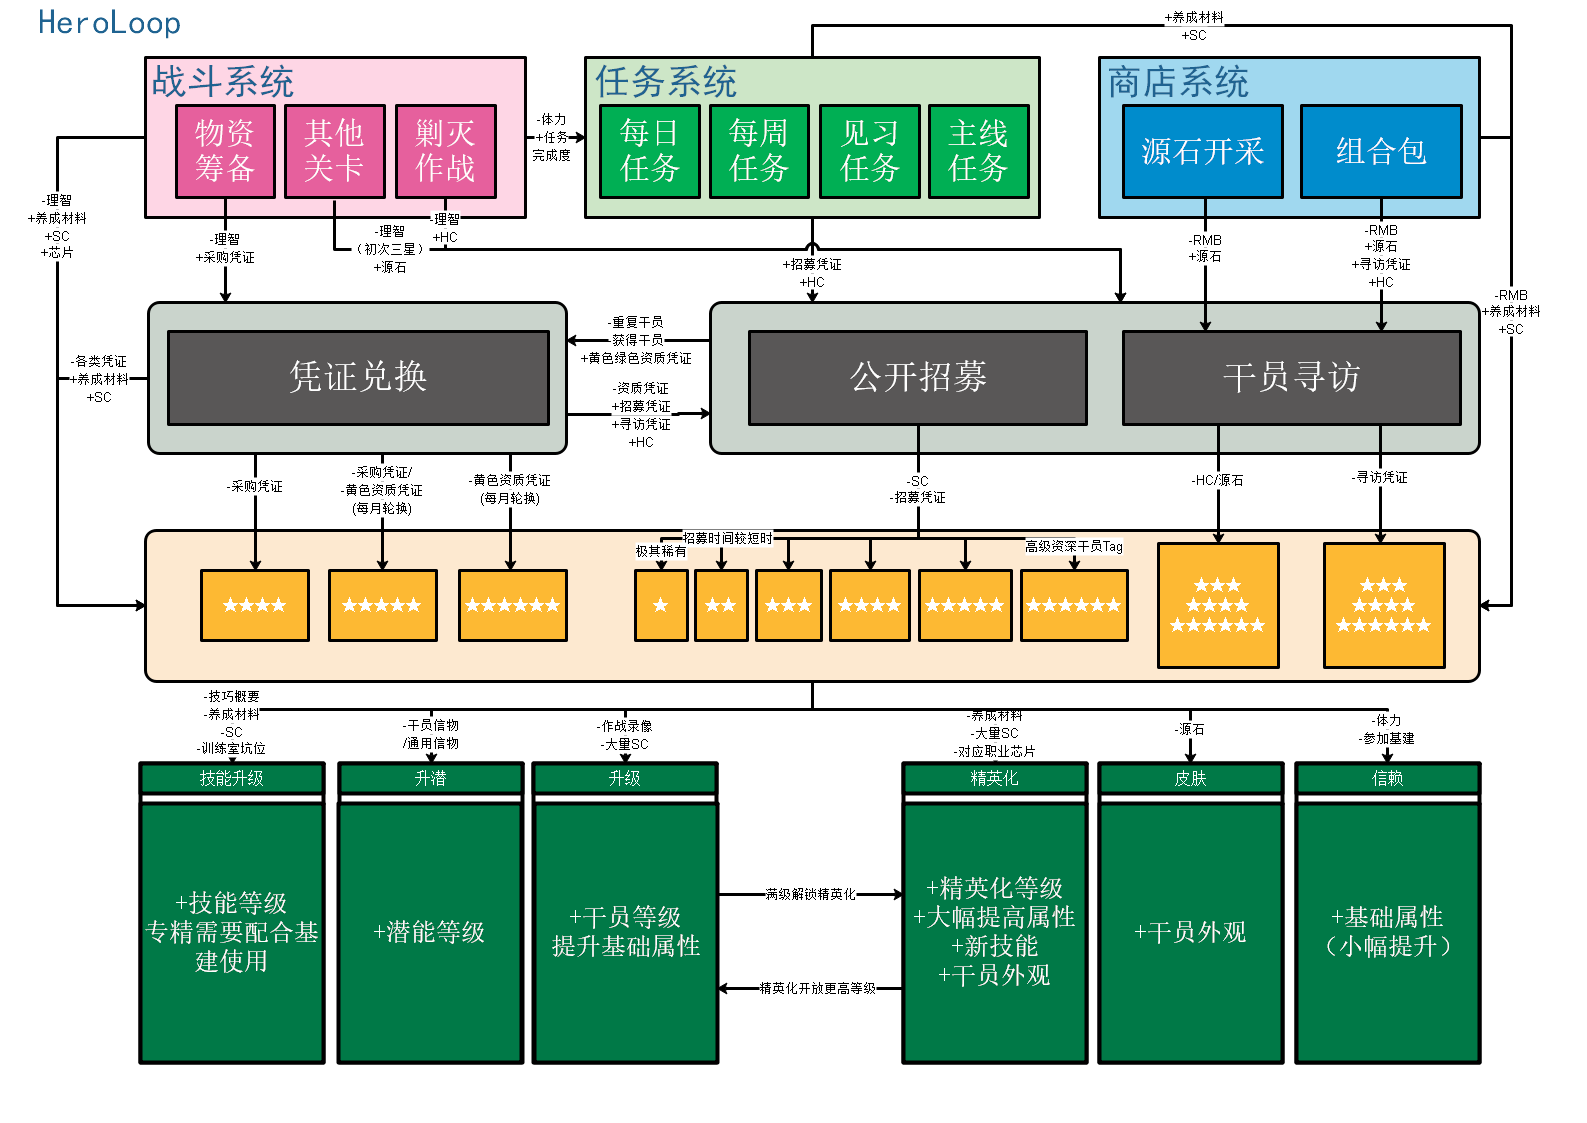 HeroLoop
+养成材料
+SC
战斗系统
物资
筹备
其他
关卡
剿灭
作战
-体力
+任务
完成度
任务系统
每日
任务
每周
任务
见习
任务
主线
任务
商店系统
源石开采
组合包
-理智
+养成材料
+SC
+芯片
-理智
+采购凭证
-理智
（初次三星）
+源石
-理智
+HC
+招募凭证
+HC
-RMB
+源石
-RMB
+源石
+寻访凭证
+HC
-RMB
+养成材料
+SC
-各类凭证
+养成材料
+SC
凭证兑换
-重复干员
获得干员
+黄色绿色资质凭证
-资质凭证
+招募凭证
+寻访凭证
+HC
公开招募
干员寻访
-采购凭证
-采购凭证/
-黄色资质凭证
(每月轮换)
-黄色资质凭证
(每月轮换)
-SC
-招募凭证
-HC/源石
-寻访凭证
极其稀有
招募时间较短时
高级资深干员Tag
★★★★
★★★★★
★★★★★★
★
★★
★★★
★★★★
★★★★★
★★★★★★
★★★
★★★★
★★★★★★
★★★
★★★★
★★★★★★
-技巧概要
-养成材料
-SC
-训练室坑位
-干员信物
/通用信物
-作战录像
-大量SC
-养成材料
-大量SC
-对应职业芯片
-源石
-体力
-参加基建
技能升级
升潜
升级
精英化
皮肤
信赖
+技能等级
专精需要配合基
建使用
+潜能等级
+干员等级
提升基础属性
满级解锁精英化
精英化开放更高等级
+精英化等级
+大幅提高属性
+新技能
+干员外观
+干员外观
+基础属性
（小幅提升）